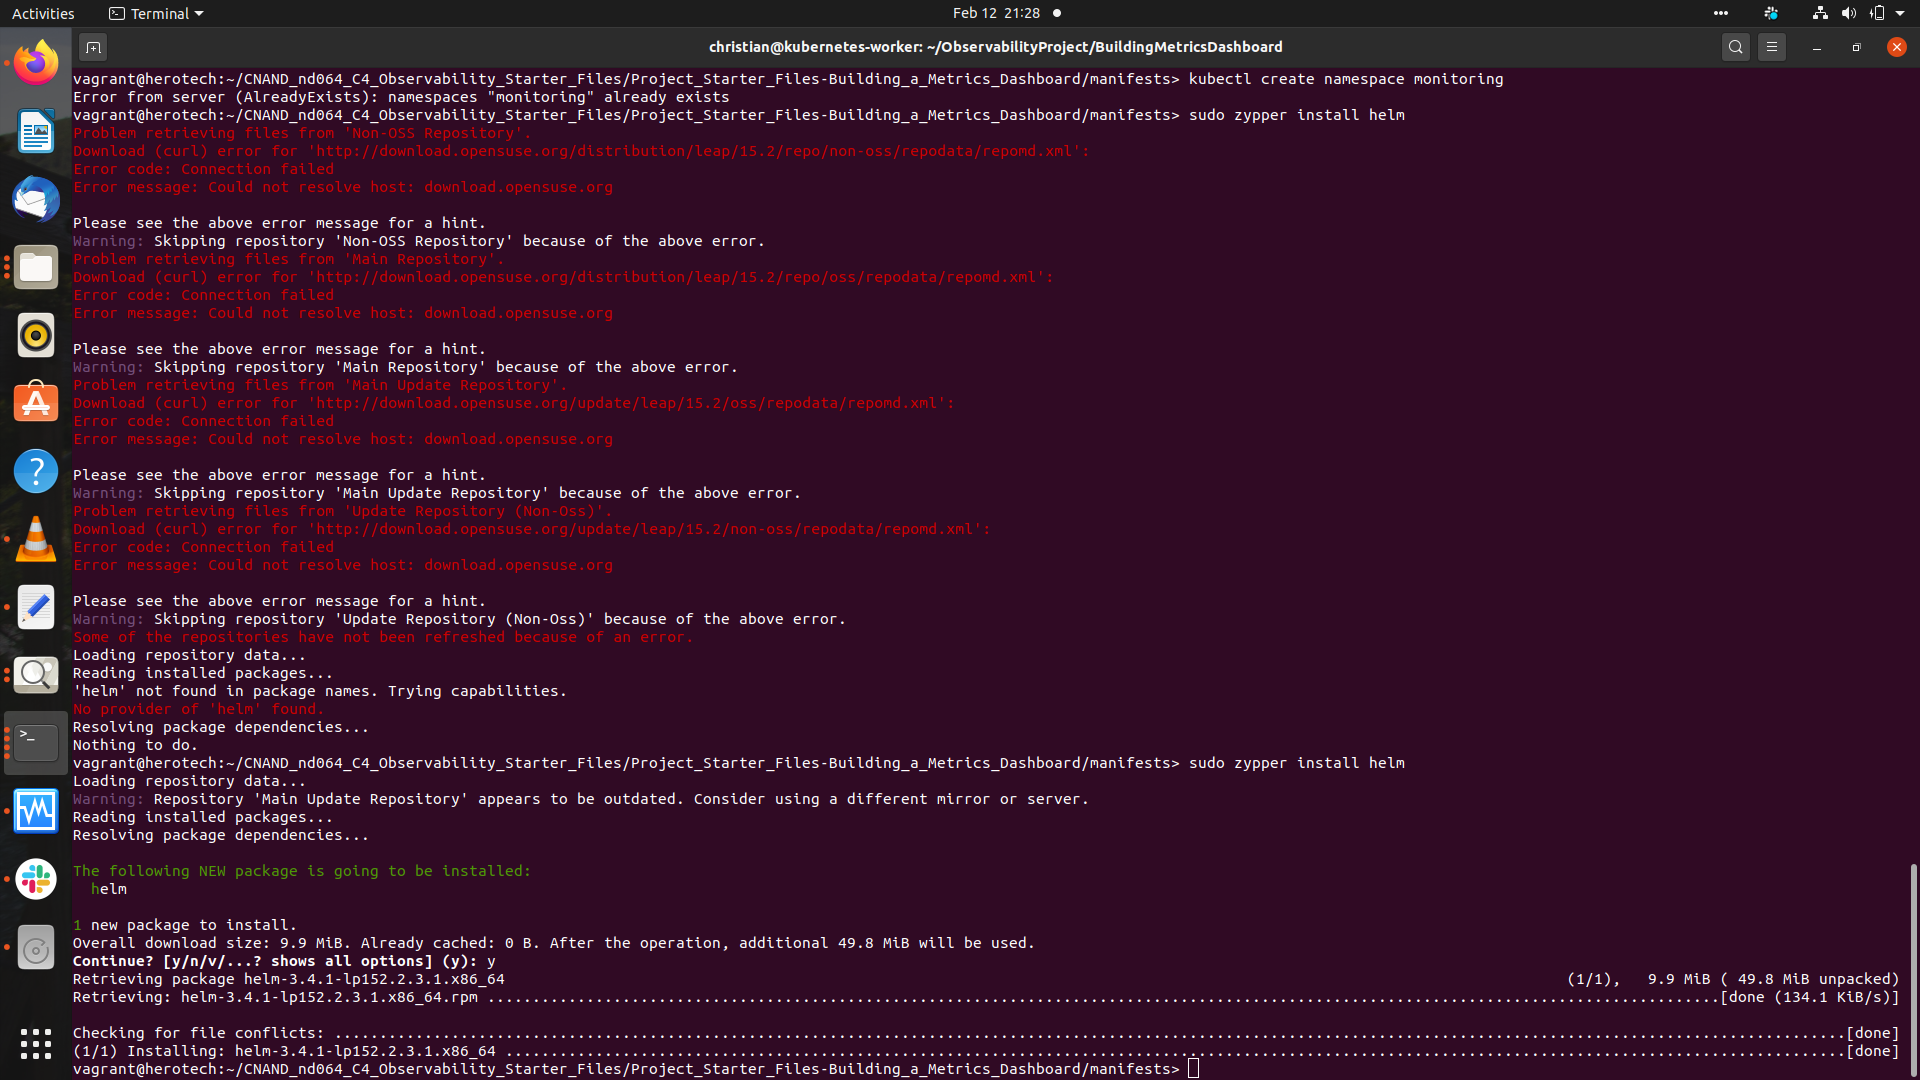 Activities Terminal Feb 12 21:28
christian@kubernetes-worker: ~/ObservabilityProject/BuildingMetricsDashboard
vagrant@herotech:~/CNAND_nd064_C4_Observability_Starter_Files/Project_Starter_Files-Building_a_Metrics_Dashboard/manifests> kubectl create namespace monitoring
Error from server (AlreadyExists): namespaces "monitoring" already exists
vagrant@herotech:~/CNAND_nd064_C4_Observability_Starter_Files/Project_Starter_Files-Building_a_Metrics_Dashboard/manifests> sudo zypper install helm
Problem retrieving files from 'Non-OSS Repository'.
Download (curl) error for 'http://download.opensuse.org/distribution/leap/15.2/repo/non-oss/repodata/repomd.xml':
Error code: Connection failed
Error message: Could not resolve host: download.opensuse.org
Please see the above error message for a hint.
Warning: Skipping repository 'Non-OSS Repository' because of the above error.
Problem retrieving files from 'Main Repository'.
Download (curl) error for 'http://download.opensuse.org/distribution/leap/15.2/repo/oss/repodata/repomd.xml':
Error code: Connection failed
Error message: Could not resolve host: download.opensuse.org
Please see the above error message for a hint.
Warning: Skipping repository 'Main Repository' because of the above error.
Problem retrieving files from 'Main Update Repository'.
Download (curl) error for 'http://download.opensuse.org/update/leap/15.2/oss/repodata/repomd.xml':
Error code: Connection failed
Error message: Could not resolve host: download.opensuse.org
Please see the above error message for a hint.
Warning: Skipping repository 'Main Update Repository' because of the above error.
Problem retrieving files from 'Update Repository (Non-Oss)'.
Download (curl) error for 'http://download.opensuse.org/update/leap/15.2/non-oss/repodata/repomd.xml':
Error code: Connection failed
Error message: Could not resolve host: download.opensuse.org
Please see the above error message for a hint.
Warning: Skipping repository 'Update Repository (Non-Oss)' because of the above error.
Some of the repositories have not been refreshed because of an error.
Loading repository data...
Reading installed packages...
'helm' not found in package names. Trying capabilities.
No provider of 'helm' found.
Resolving package dependencies...
Nothing to do.
vagrant@herotech:~/CNAND_nd064_C4_Observability_Starter_Files/Project_Starter_Files-Building_a_Metrics_Dashboard/manifests> sudo zypper install helm
Loading repository data...
Warning: Repository 'Main Update Repository' appears to be outdated. Consider using a different mirror or server.
Reading installed packages...
Resolving package dependencies...
The following NEW package is going to be installed:
helm
1 new package to install.
Overall download size: 9.9 MiB. Already cached: 0 B. After the operation, additional 49.8 MiB will be used.
Continue? [y/n/v/...? shows all options] (y): y
Retrieving package helm-3.4.1-lp152.2.3.1.x86_64 (1/1), 9.9 MiB ( 49.8 MiB unpacked)
Retrieving: helm-3.4.1-lp152.2.3.1.x86_64.rpm ...[done (134.1 KiB/s)]
Checking for file conflicts: ...[done]
(1/1) Installing: helm-3.4.1-lp152.2.3.1.x86_64 ...[done]
vagrant@herotech:~/CNAND_nd064_C4_Observability_Starter_Files/Project_Starter_Files-Building_a_Metrics_Dashboard/manifests>